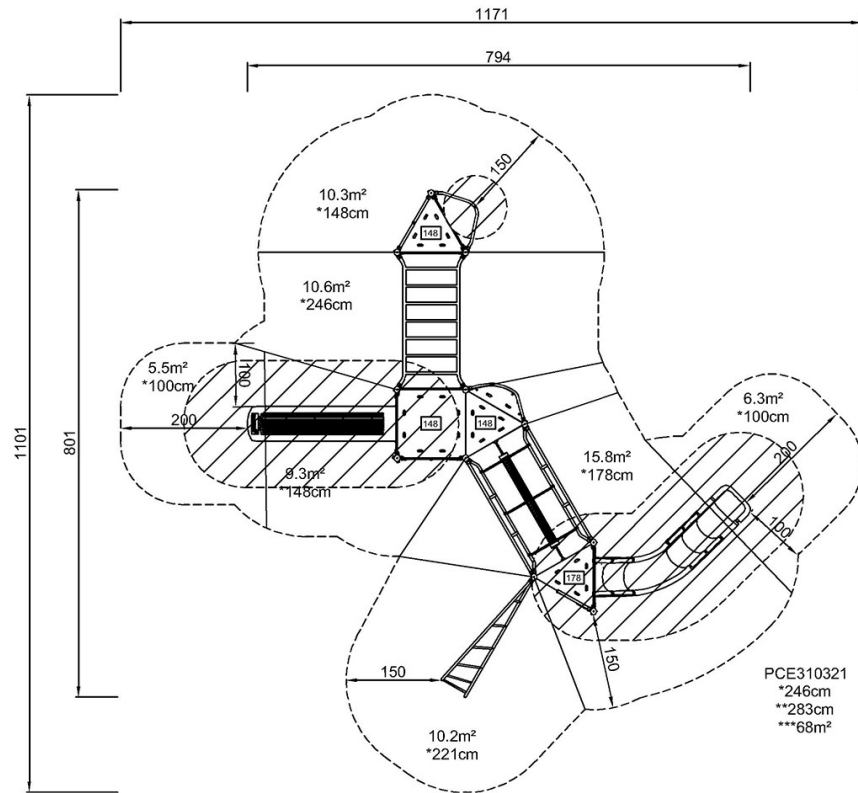 1171
794
150
10.3m²
*148cm
148
10.6m²
*246cm
5.5m²
*100cm
100
6.3m²
*100cm
1101
801
200
148
148
15.8m²
*178cm
200
9.3m²
*148cm
100
178
150
150
PCE310321
*246cm
**283cm
***68m²
10.2m²
*221cm